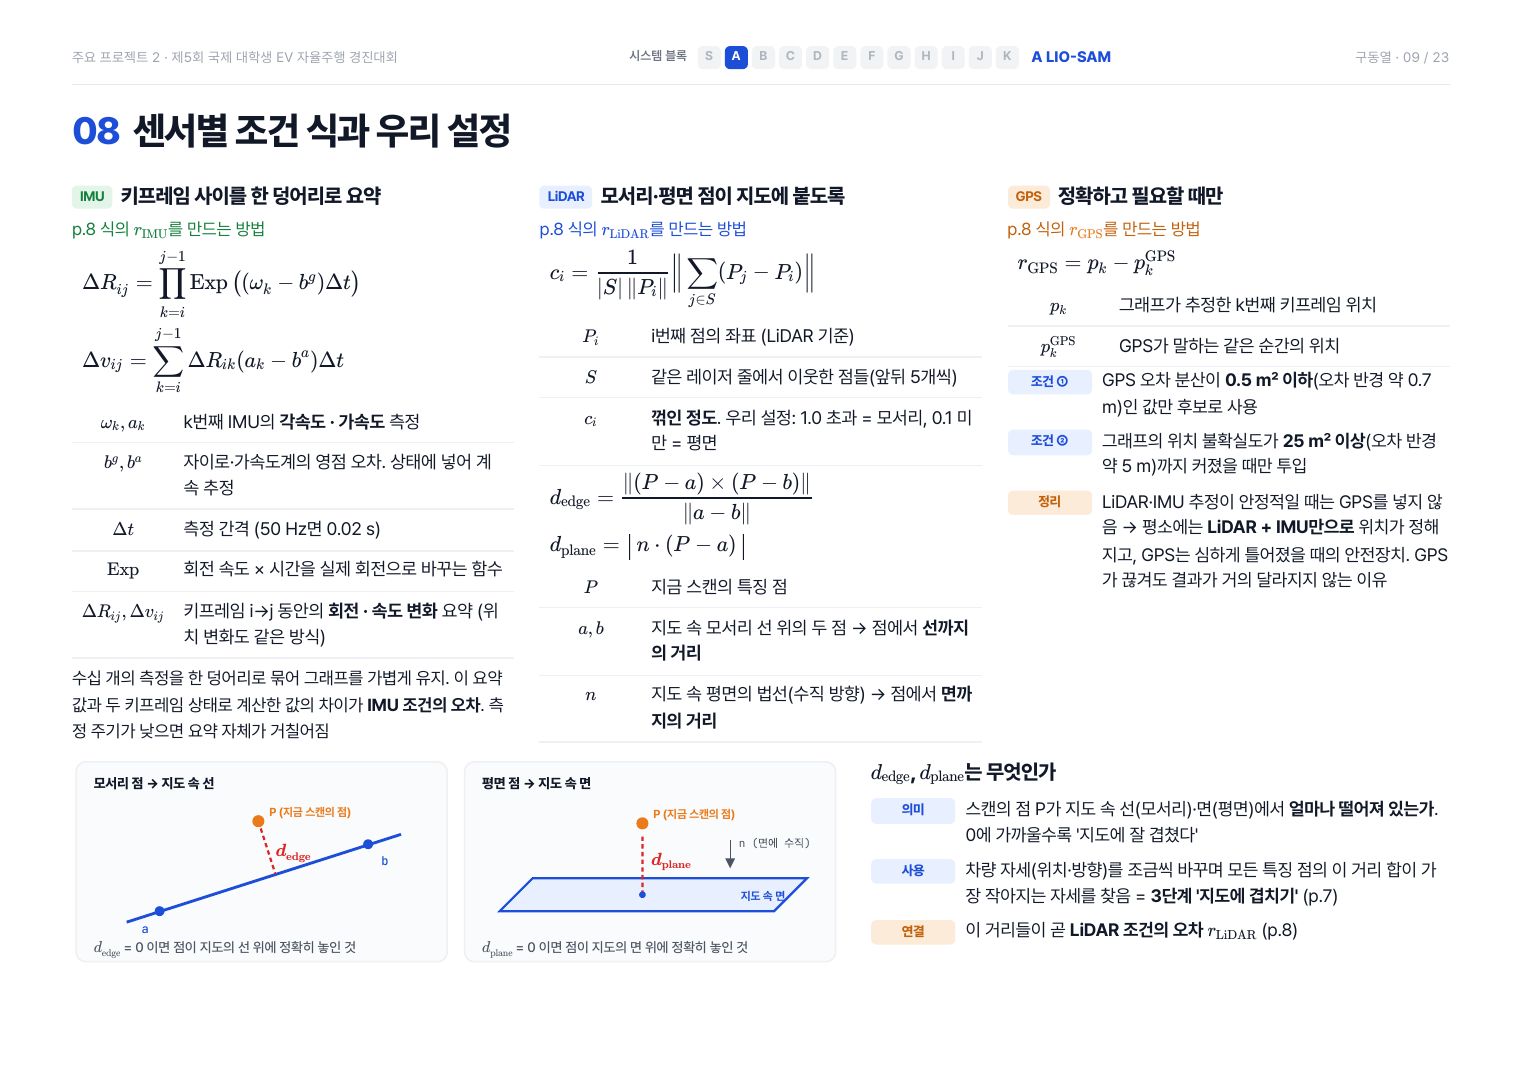 주요 프로젝트 2 · 제5회 국제 대학생 EV 자율주행 경진대회
시스템 블록 S A B C D E F G H I J K A LIO-SAM
구동열 · 09 / 23
08 센서별 조건 식과 우리 설정
IMU 키프레임 사이를 한 덩어리로 요약
p.8 식의 r_IMU를 만드는 방법
ΔR_ij = ∏_{k=i}^{j−1} Exp ((ω_k − b^g)Δt)
Δv_ij = ∑_{k=i}^{j−1} ΔR_ik(a_k − b^a)Δt
ω_k, a_k k번째 IMU의 각속도 · 가속도 측정
b^g, b^a 자이로·가속도계의 영점 오차. 상태에 넣어 계
속 추정
Δt 측정 간격 (50 Hz면 0.02 s)
Exp 회전 속도 × 시간을 실제 회전으로 바꾸는 함수
ΔR_ij, Δv_ij 키프레임 i→j 동안의 회전 · 속도 변화 요약 (위
치 변화도 같은 방식)
수십 개의 측정을 한 덩어리로 묶어 그래프를 가볍게 유지. 이 요약
값과 두 키프레임 상태로 계산한 값의 차이가 IMU 조건의 오차. 측
정 주기가 낮으면 요약 자체가 거칠어짐
LiDAR 모서리·평면 점이 지도에 붙도록
p.8 식의 r_LiDAR를 만드는 방법
c_i = 1 / (|S| ‖P_i‖) ‖ ∑_{j∈S} (P_j − P_i) ‖
P_i i번째 점의 좌표 (LiDAR 기준)
S 같은 레이저 줄에서 이웃한 점들(앞뒤 5개씩)
c_i 꺾인 정도. 우리 설정: 1.0 초과 = 모서리, 0.1 미
만 = 평면
d_edge = ‖(P − a) × (P − b)‖ / ‖a − b‖
d_plane = | n · (P − a) |
P 지금 스캔의 특징 점
a, b 지도 속 모서리 선 위의 두 점 → 점에서 선까지
의 거리
n 지도 속 평면의 법선(수직 방향) → 점에서 면까
지의 거리
GPS 정확하고 필요할 때만
p.8 식의 r_GPS를 만드는 방법
r_GPS = p_k − p_k^GPS
p_k 그래프가 추정한 k번째 키프레임 위치
p_k^GPS GPS가 말하는 같은 순간의 위치
조건 ① GPS 오차 분산이 0.5 m² 이하(오차 반경 약 0.7
m)인 값만 후보로 사용
조건 ② 그래프의 위치 불확실도가 25 m² 이상(오차 반경
약 5 m)까지 커졌을 때만 투입
정리 LiDAR·IMU 추정이 안정적일 때는 GPS를 넣지 않
음 → 평소에는 LiDAR + IMU만으로 위치가 정해
지고, GPS는 심하게 틀어졌을 때의 안전장치. GPS
가 끊겨도 결과가 거의 달라지지 않는 이유
모서리 점 → 지도 속 선
P (지금 스캔의 점)
d_edge
b
a
d_edge = 0 이면 점이 지도의 선 위에 정확히 놓인 것
평면 점 → 지도 속 면
P (지금 스캔의 점)
n (면에 수직)
d_plane
지도 속 면
d_plane = 0 이면 점이 지도의 면 위에 정확히 놓인 것
d_edge, d_plane는 무엇인가
의미 스캔의 점 P가 지도 속 선(모서리)·면(평면)에서 얼마나 떨어져 있는가.
0에 가까울수록 '지도에 잘 겹쳤다'
사용 차량 자세(위치·방향)를 조금씩 바꾸며 모든 특징 점의 이 거리 합이 가
장 작아지는 자세를 찾음 = 3단계 '지도에 겹치기' (p.7)
연결 이 거리들이 곧 LiDAR 조건의 오차 r_LiDAR (p.8)